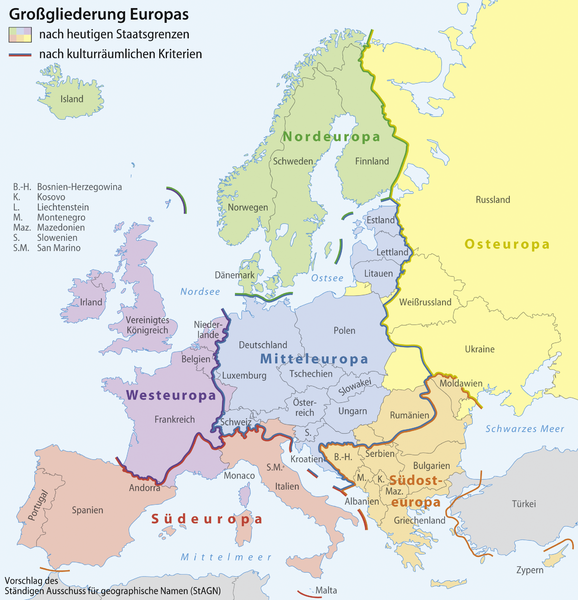 Großgliederung Europas
nach heutigen Staatsgrenzen
nach kulturräumlichen Kriterien
Island
Nordeuropa
Schweden
Finnland
Norwegen
Russland
B.-H. Bosnien-Herzegowina
K. Kosovo
L. Liechtenstein
M. Montenegro
Maz. Mazedonien
S. Slowenien
S.M. San Marino
Estland
Lettland
Litauen
Osteuropa
Dänemark
Ostsee
Nordsee
Weißrussland
Irland
Vereinigtes
Königreich
Nieder-
lande
Belgien
Luxemburg
Deutschland
Polen
Mitteleuropa
Tschechien
Slowakei
Ukraine
Moldawien
Westeuropa
Frankreich
Schweiz
L.
Öster-
reich
Ungarn
S.
Rumänien
Schwarzes Meer
Kroatien
B.-H.
Serbien
Bulgarien
M.
K.
Maz.
Albanien
Südost-
europa
Griechenland
Türkei
Zypern
Andorra
Monaco
S.M.
Italien
Portugal
Spanien
Südeuropa
Mittelmeer
Malta
Vorschlag des
Ständigen Ausschuss für geographische Namen (StAGN)